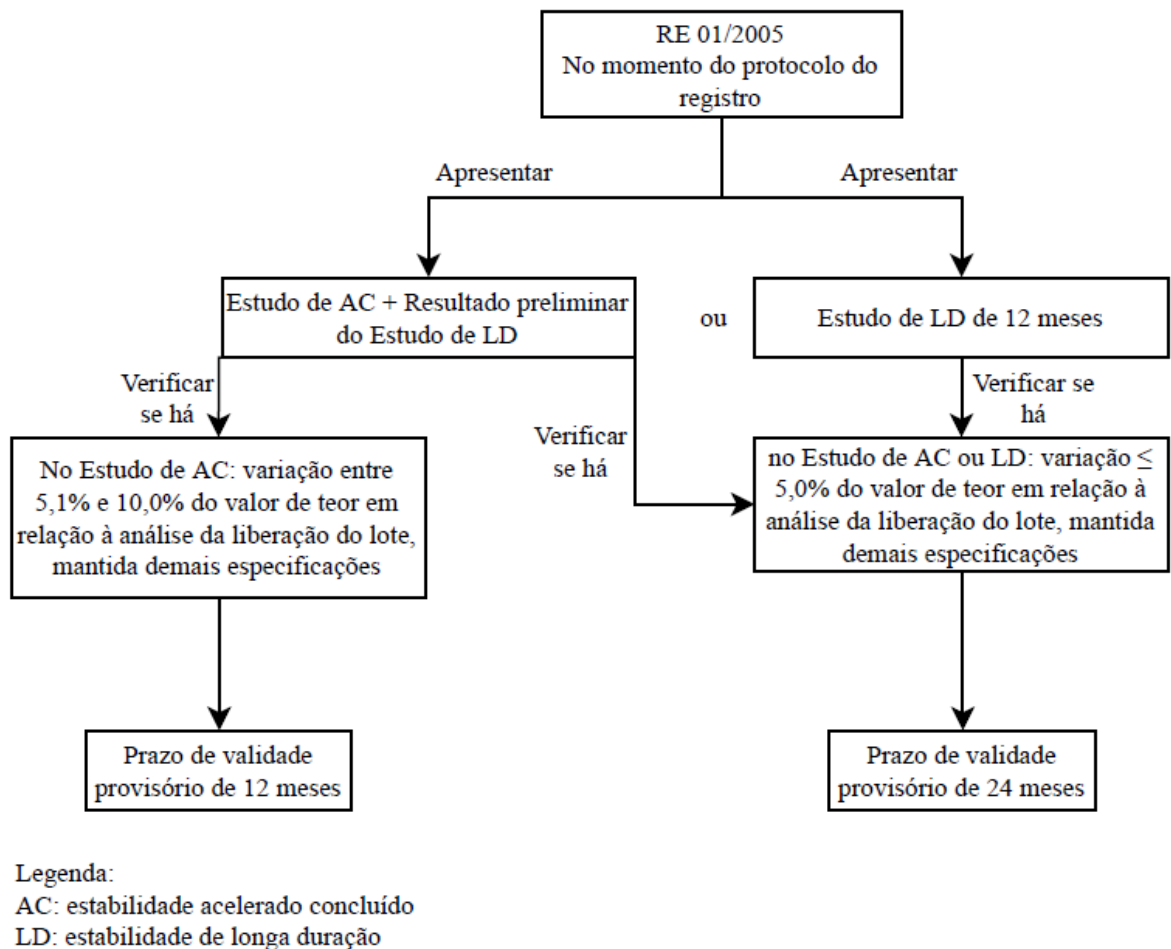 RE 01/2005
No momento do protocolo do
registro
Apresentar
Apresentar
Estudo de AC + Resultado preliminar
do Estudo de LD
ou
Estudo de LD de 12 meses
Verificar
se há
Verificar
se há
Verificar se
há
No Estudo de AC: variação entre
5,1% e 10,0% do valor de teor em
relação à análise da liberação do lote,
mantida demais especificações
no Estudo de AC ou LD: variação ≤
5,0% do valor de teor em relação à
análise da liberação do lote, mantida
demais especificações
Prazo de validade
provisório de 12 meses
Prazo de validade
provisório de 24 meses
Legenda:
AC: estabilidade acelerado concluído
LD: estabilidade de longa duração